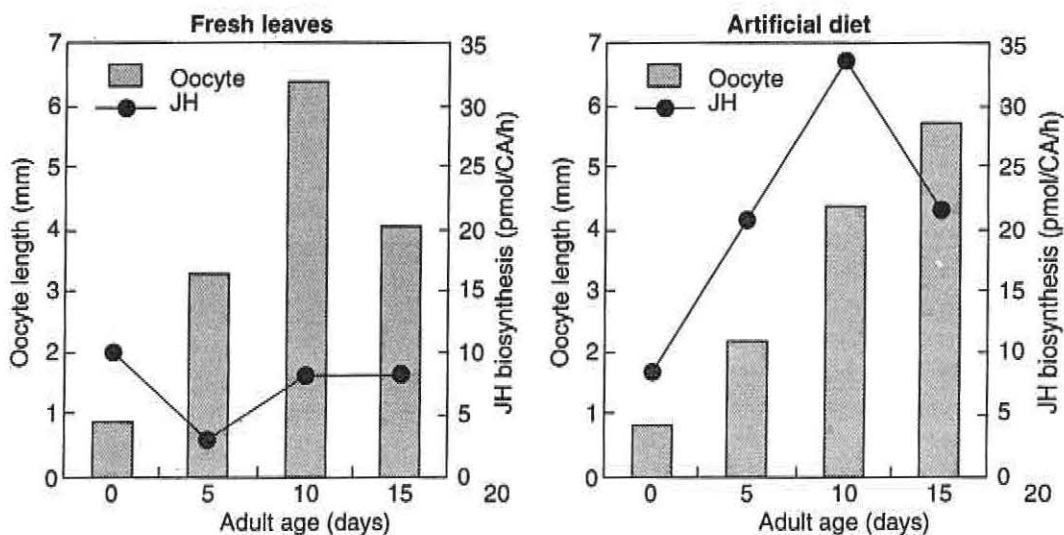 Fresh leaves
Oocyte
JH
Oocyte length (mm)
7
6
5
4
3
2
1
0
JH biosynthesis (pmol/CA/h)
35
30
25
20
15
10
5
0
0 5 10 15 20
Adult age (days)
Artificial diet
Oocyte
JH
Oocyte length (mm)
7
6
5
4
3
2
1
0
JH biosynthesis (pmol/CA/h)
35
30
25
20
15
10
5
0
0 5 10 15 20
Adult age (days)